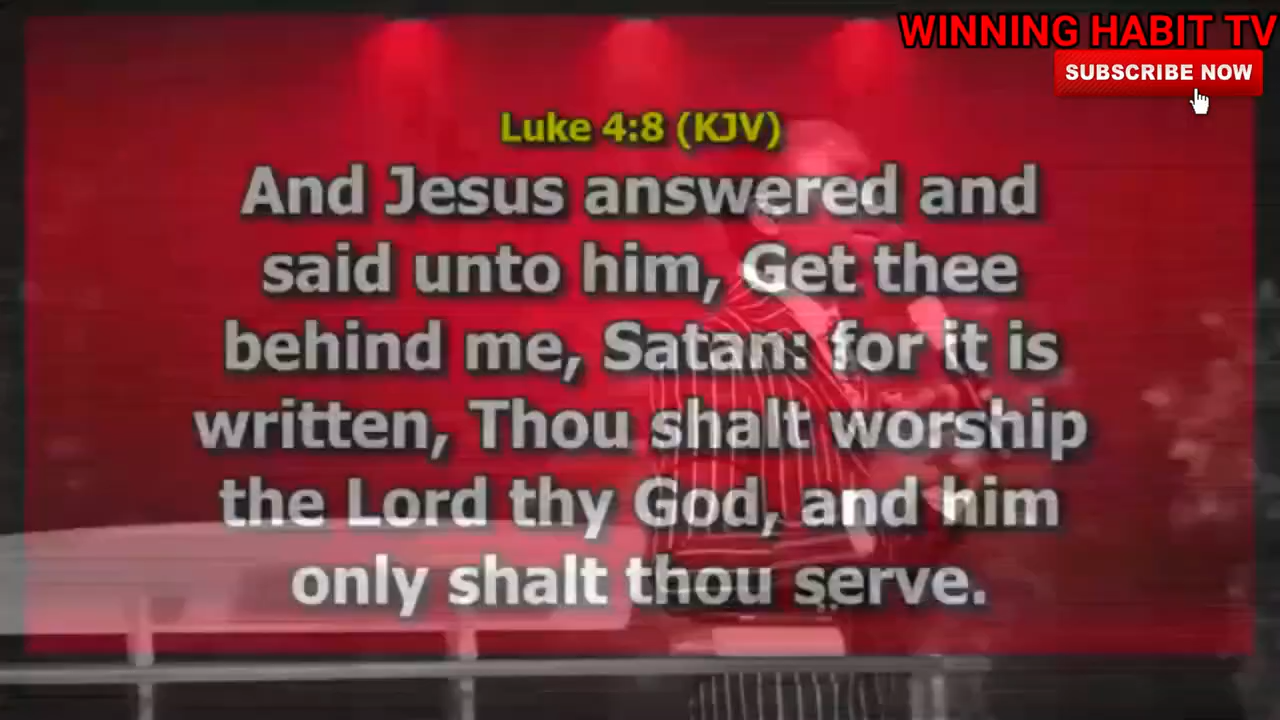 WINNING HABIT TV
SUBSCRIBE NOW
Luke 4:8 (KJV)
And Jesus answered and
said unto him, Get thee
behind me, Satan: for it is
written, Thou shalt worship
the Lord thy God, and him
only shalt thou serve.